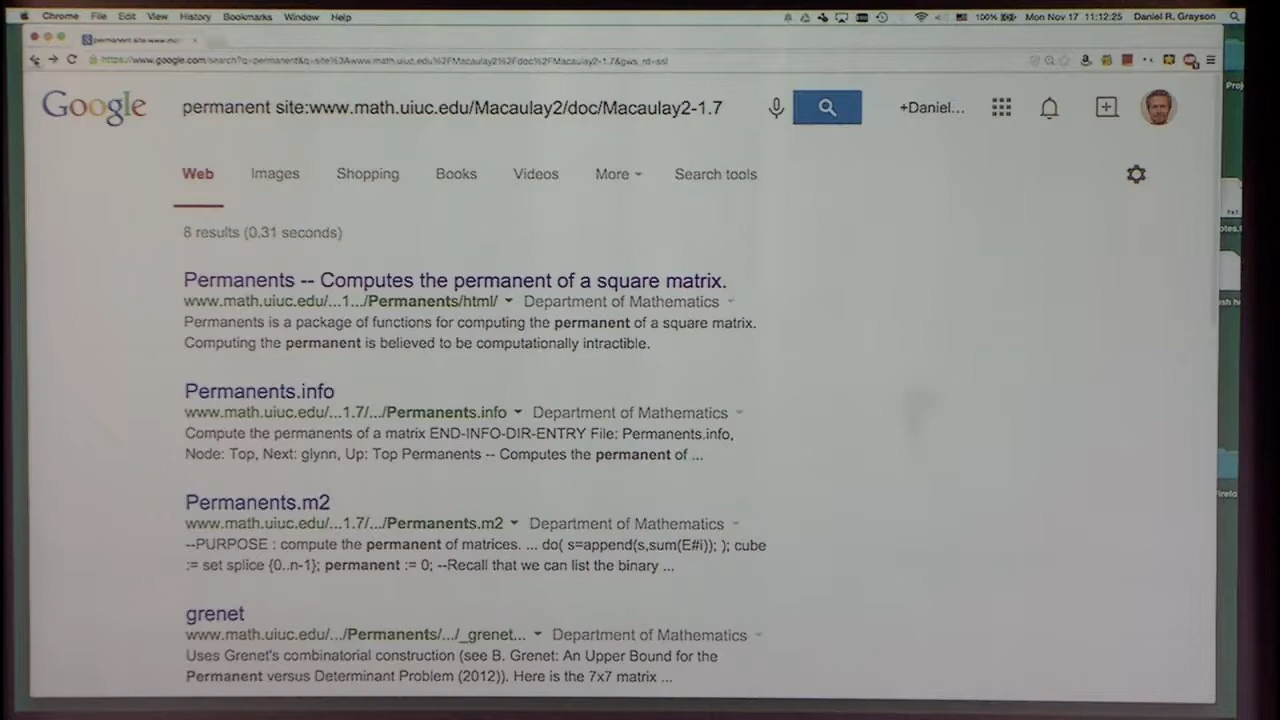 Chrome File Edit View History Bookmarks Window Help 100% Mon Nov 17 11:12:25 Daniel R. Grayson
permanent site:www.mat
Google
permanent site:www.math.uiuc.edu/Macaulay2/doc/Macaulay2-1.7
+Daniel...
Web Images Shopping Books Videos More Search tools
8 results (0.31 seconds)
Permanents -- Computes the permanent of a square matrix.
www.math.uiuc.edu/...1.../Permanents/html/ Department of Mathematics
Permanents is a package of functions for computing the permanent of a square matrix.
Computing the permanent is believed to be computationally intractible.
Permanents.info
www.math.uiuc.edu/...1.7/.../Permanents.info Department of Mathematics
Compute the permanents of a matrix END-INFO-DIR-ENTRY File: Permanents.info,
Node: Top, Next: glynn, Up: Top Permanents -- Computes the permanent of ...
Permanents.m2
www.math.uiuc.edu/...1.7/.../Permanents.m2 Department of Mathematics
--PURPOSE : compute the permanent of matrices. ... do( s=append(s,sum(E#i)); ); cube
:= set splice {0..n-1}; permanent := 0; --Recall that we can list the binary ...
grenet
www.math.uiuc.edu/.../Permanents/.../_grenet... Department of Mathematics
Uses Grenet's combinatorial construction (see B. Grenet: An Upper Bound for the
Permanent versus Determinant Problem (2012)). Here is the 7x7 matrix ...